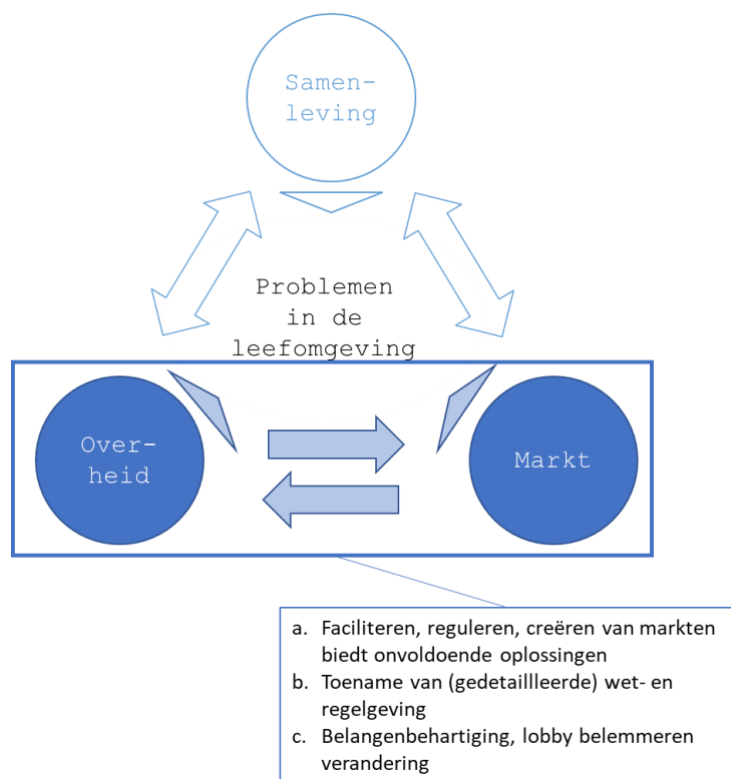 Samen-
leving
Problemen
in de
leefomgeving
Over-
heid
Markt
a. Faciliteren, reguleren, creëren van markten
biedt onvoldoende oplossingen
b. Toename van (gedetaillleerde) wet- en
regelgeving
c. Belangenbehartiging, lobby belemmeren
verandering